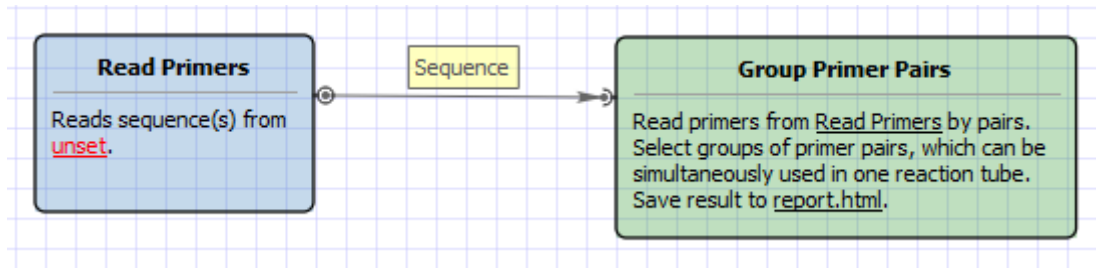 Read Primers
Reads sequence(s) from
unset.
Sequence
Group Primer Pairs
Read primers from Read Primers by pairs.
Select groups of primer pairs, which can be
simultaneously used in one reaction tube.
Save result to report.html.